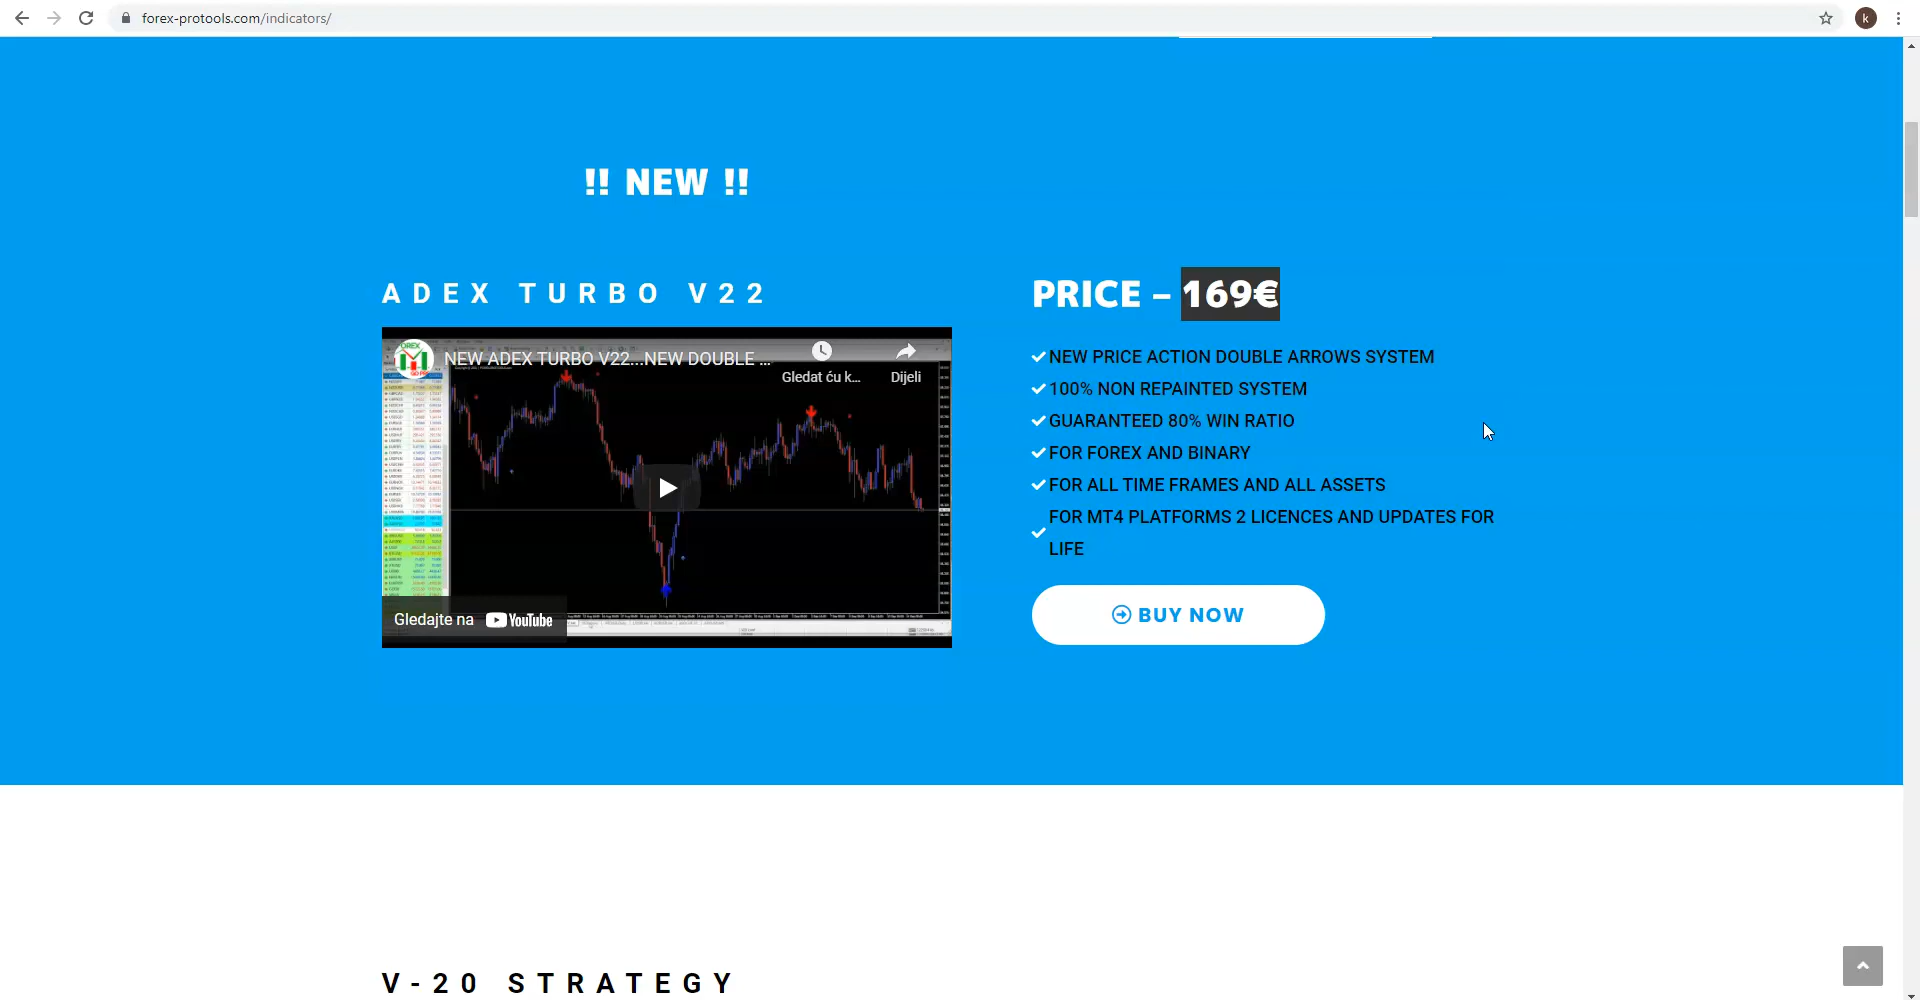 forex-protools.com/indicators/
k
!! NEW !!
ADEX TURBO V22
NEW ADEX TURBO V22...NEW DOUBLE ...
Gledat ću k...
Dijeli
Gledajte na YouTube
PRICE – 169€
NEW PRICE ACTION DOUBLE ARROWS SYSTEM
100% NON REPAINTED SYSTEM
GUARANTEED 80% WIN RATIO
FOR FOREX AND BINARY
FOR ALL TIME FRAMES AND ALL ASSETS
FOR MT4 PLATFORMS 2 LICENCES AND UPDATES FOR
LIFE
BUY NOW
V-20 STRATEGY